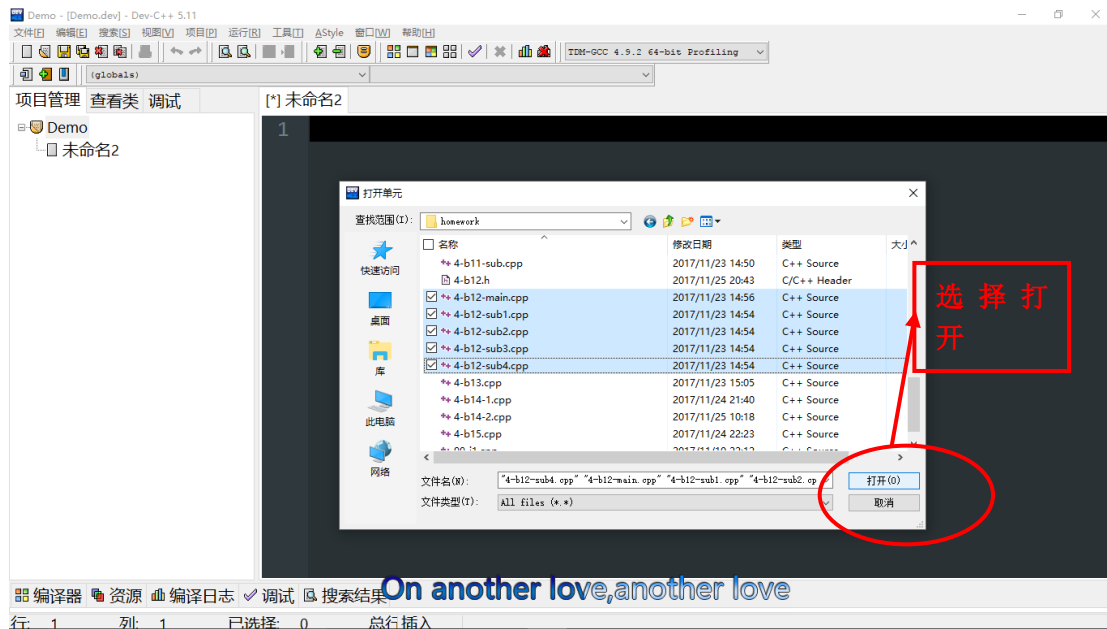 Demo - [Demo.dev] - Dev-C++ 5.11
文件[F] 编辑[E] 搜索[S] 视图[V] 项目[P] 运行[R] 工具[T] AStyle 窗口[W] 帮助[H]
TDM-GCC 4.9.2 64-bit Profiling
(globals)
项目管理 查看类 调试 [*] 未命名2
Demo
未命名2
1
打开单元
查找范围(I): homework
名称 修改日期 类型 大小
4-b11-sub.cpp 2017/11/23 14:50 C++ Source
4-b12.h 2017/11/25 20:43 C/C++ Header
4-b12-main.cpp 2017/11/23 14:56 C++ Source
4-b12-sub1.cpp 2017/11/23 14:54 C++ Source
4-b12-sub2.cpp 2017/11/23 14:54 C++ Source
4-b12-sub3.cpp 2017/11/23 14:54 C++ Source
4-b12-sub4.cpp 2017/11/23 14:54 C++ Source
4-b13.cpp 2017/11/23 15:05 C++ Source
4-b14-1.cpp 2017/11/24 21:40 C++ Source
4-b14-2.cpp 2017/11/25 10:18 C++ Source
4-b15.cpp 2017/11/24 22:23 C++ Source
快速访问
桌面
库
此电脑
网络
文件名(N): "4-b12-sub4.cpp" "4-b12-main.cpp" "4-b12-sub1.cpp" "4-b12-sub2.cp
打开(O)
文件类型(T): All files (*.*)
取消
选择打
开
编译器 资源 编译日志 调试 搜索结果
On another love,another love
行: 1 列: 1 已选择: 0 总行 插入